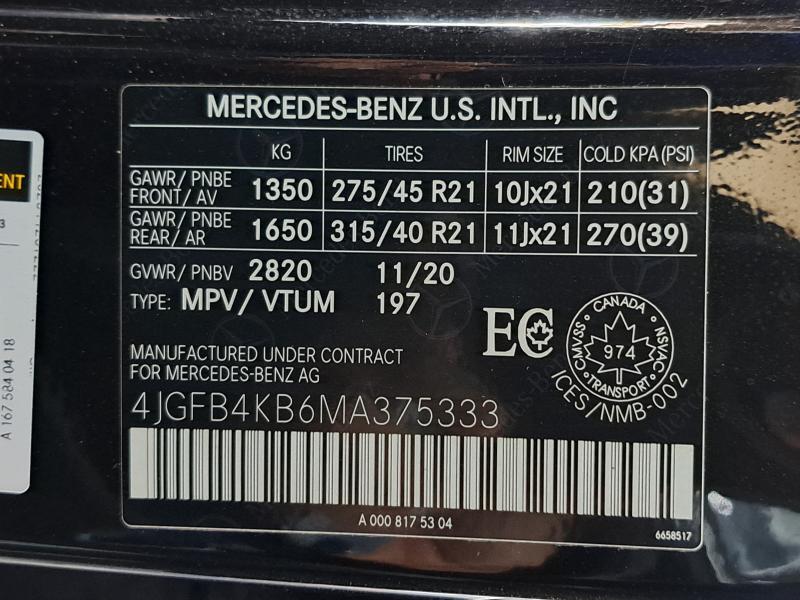 MERCEDES-BENZ U.S. INTL., INC
KG TIRES RIM SIZE COLD KPA (PSI)
GAWR/ PNBE FRONT/ AV 1350 275/45 R21 10Jx21 210(31)
GAWR/ PNBE REAR/ AR 1650 315/40 R21 11Jx21 270(39)
GVWR/ PNBV 2820 11/20
TYPE: MPV/ VTUM 197
MANUFACTURED UNDER CONTRACT
FOR MERCEDES-BENZ AG
EC
CANADA
CMVSS 974 NSVAC
TRANSPORT
ICES/NMB-002
4JGFB4KB6MA375333
A 000 817 53 04
6658517
ENT
3
A 167 584 04 18